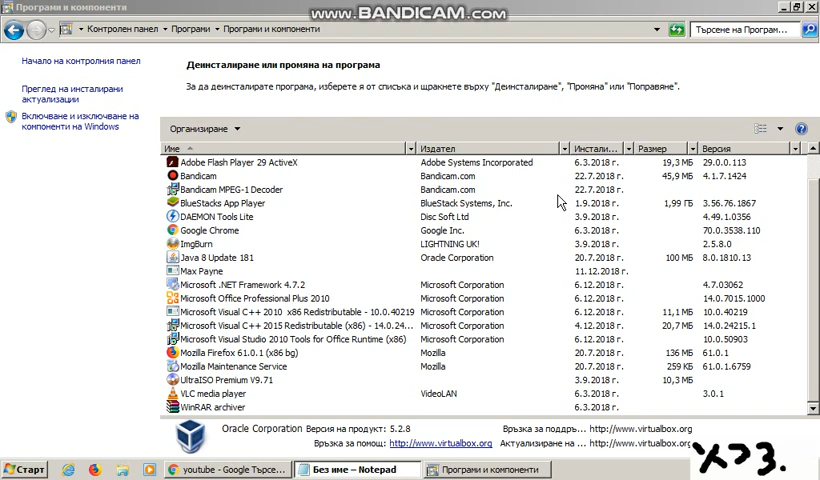 Програми и компоненти
www.BANDICAM.com
Контролен панел ▸ Програми ▸ Програми и компоненти
Търсене на Програм...
Начало на контролния панел
Преглед на инсталирани актуализации
Включване и изключване на компоненти на Windows
Деинсталиране или промяна на програма
За да деинсталирате програма, изберете я от списъка и щракнете върху "Деинсталиране", "Промяна" или "Поправяне".
Организиране
Име Издател Инстали... Размер Версия
Adobe Flash Player 29 ActiveX Adobe Systems Incorporated 6.3.2018 г. 19,3 МБ 29.0.0.113
Bandicam Bandicam.com 22.7.2018 г. 45,9 МБ 4.1.7.1424
Bandicam MPEG-1 Decoder Bandicam.com 22.7.2018 г.
BlueStacks App Player BlueStack Systems, Inc. 1.9.2018 г. 1,99 ГБ 3.56.76.1867
DAEMON Tools Lite Disc Soft Ltd 3.9.2018 г. 4.49.1.0356
Google Chrome Google Inc. 6.3.2018 г. 70.0.3538.110
ImgBurn LIGHTNING UK! 3.9.2018 г. 2.5.8.0
Java 8 Update 181 Oracle Corporation 20.7.2018 г. 100 МБ 8.0.1810.13
Max Payne 11.12.2018 г.
Microsoft .NET Framework 4.7.2 Microsoft Corporation 6.12.2018 г. 4.7.03062
Microsoft Office Professional Plus 2010 Microsoft Corporation 6.12.2018 г. 14.0.7015.1000
Microsoft Visual C++ 2010 x86 Redistributable - 10.0.40219 Microsoft Corporation 6.12.2018 г. 11,1 МБ 10.0.40219
Microsoft Visual C++ 2015 Redistributable (x86) - 14.0.24... Microsoft Corporation 4.12.2018 г. 20,7 МБ 14.0.24215.1
Microsoft Visual Studio 2010 Tools for Office Runtime (x86) Microsoft Corporation 6.12.2018 г. 10.0.50903
Mozilla Firefox 61.0.1 (x86 bg) Mozilla 20.7.2018 г. 136 МБ 61.0.1
Mozilla Maintenance Service Mozilla 20.7.2018 г. 259 КБ 61.0.1.6759
UltraISO Premium V9.71 3.9.2018 г. 10,3 МБ
VLC media player VideoLAN 6.3.2018 г. 3.0.1
WinRAR archiver 6.3.2018 г.
Oracle Corporation Версия на продукт: 5.2.8 Връзка за поддръ... http://www.virtualbox.org
Връзка за помощ: http://www.virtualbox.org Актуализиране на ... http://www.virtualbox.org
Старт youtube - Google Търсе... Без име – Notepad Програми и компоненти